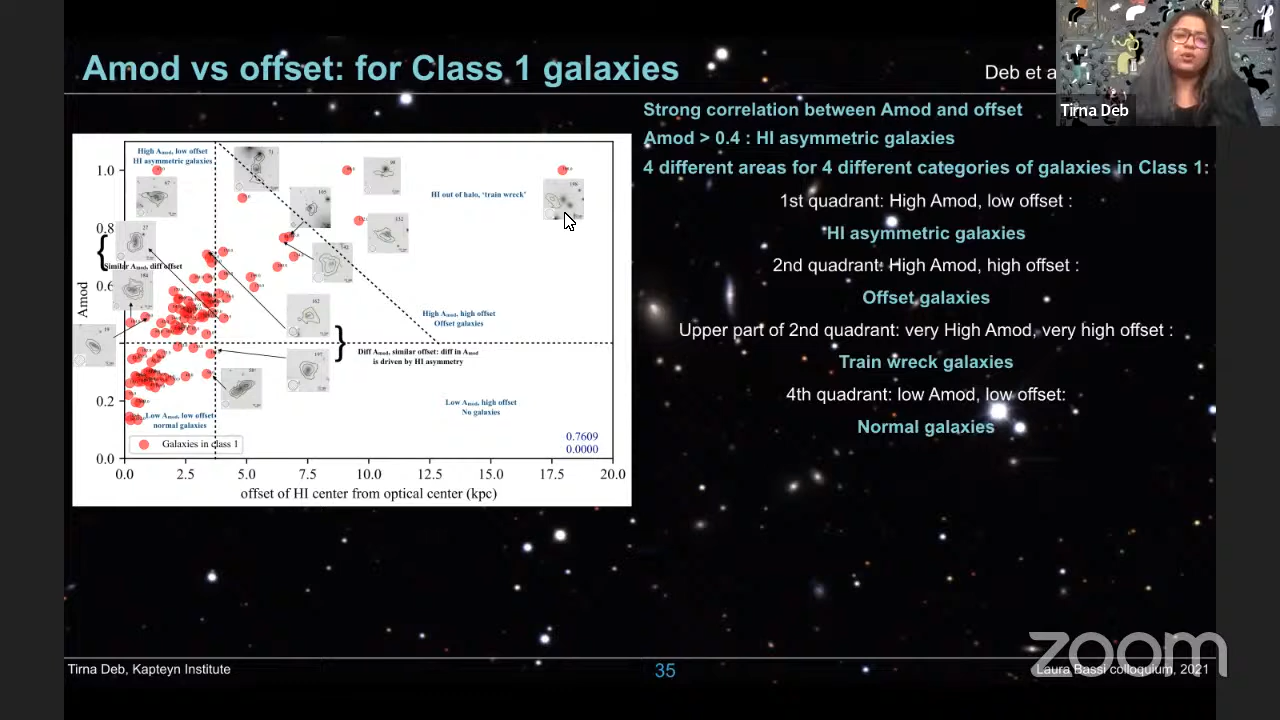 Amod vs offset: for Class 1 galaxies
Deb et a
Tirna Deb
Strong correlation between Amod and offset
Amod > 0.4 : HI asymmetric galaxies
4 different areas for 4 different categories of galaxies in Class 1:
1st quadrant: High Amod, low offset :
HI asymmetric galaxies
2nd quadrant: High Amod, high offset :
Offset galaxies
Upper part of 2nd quadrant: very High Amod, very high offset :
Train wreck galaxies
4th quadrant: low Amod, low offset:
Normal galaxies
High Amod, low offset
HI asymmetric galaxies
HI out of halo, 'train wreck'
Similar Amod, diff offset
High Amod, high offset
Offset galaxies
Diff Amod, similar offset: diff in Amod
is driven by HI asymmetry
Low Amod, high offset
No galaxies
Low Amod, low offset
normal galaxies
Galaxies in class 1
0.7609
0.0000
Amod
1.0
0.8
0.6
0.4
0.2
0.0
0.0 2.5 5.0 7.5 10.0 12.5 15.0 17.5 20.0
offset of HI center from optical center (kpc)
Tirna Deb, Kapteyn Institute
35
Laura Bassi colloquium, 2021
zoom